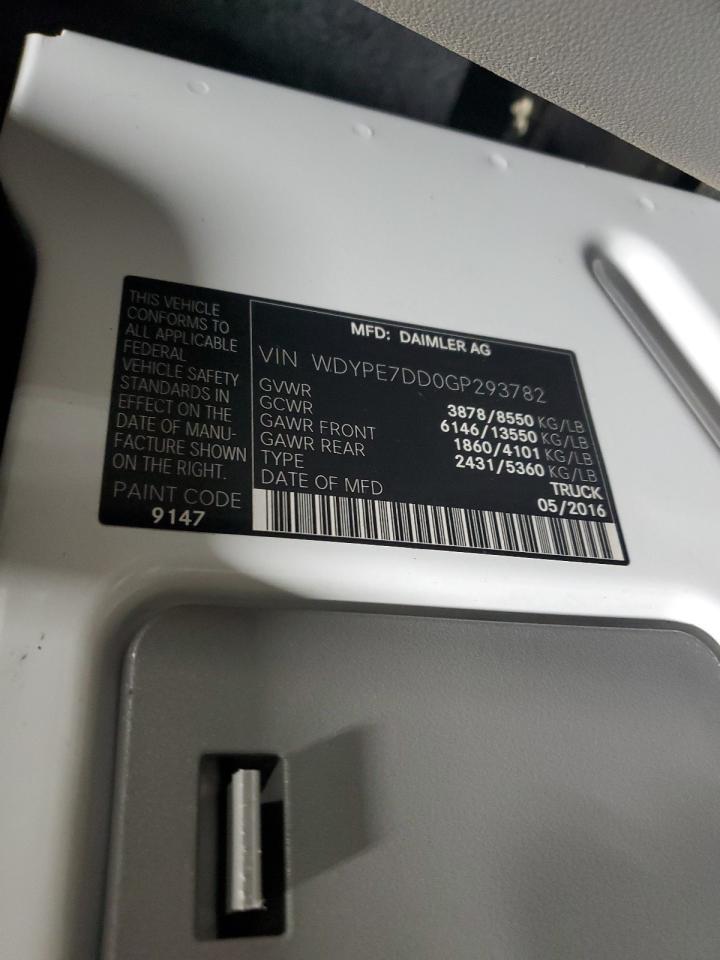 THIS VEHICLE
CONFORMS TO
ALL APPLICABLE
FEDERAL
VEHICLE SAFETY
STANDARDS IN
EFFECT ON THE
DATE OF MANU-
FACTURE SHOWN
ON THE RIGHT.
PAINT CODE
9147
MFD: DAIMLER AG
VIN WDYPE7DD0GP293782
GVWR 3878/8550 KG/LB
GCWR 6146/13550 KG/LB
GAWR FRONT 1860/4101 KG/LB
GAWR REAR 2431/5360 KG/LB
TYPE TRUCK
DATE OF MFD 05/2016